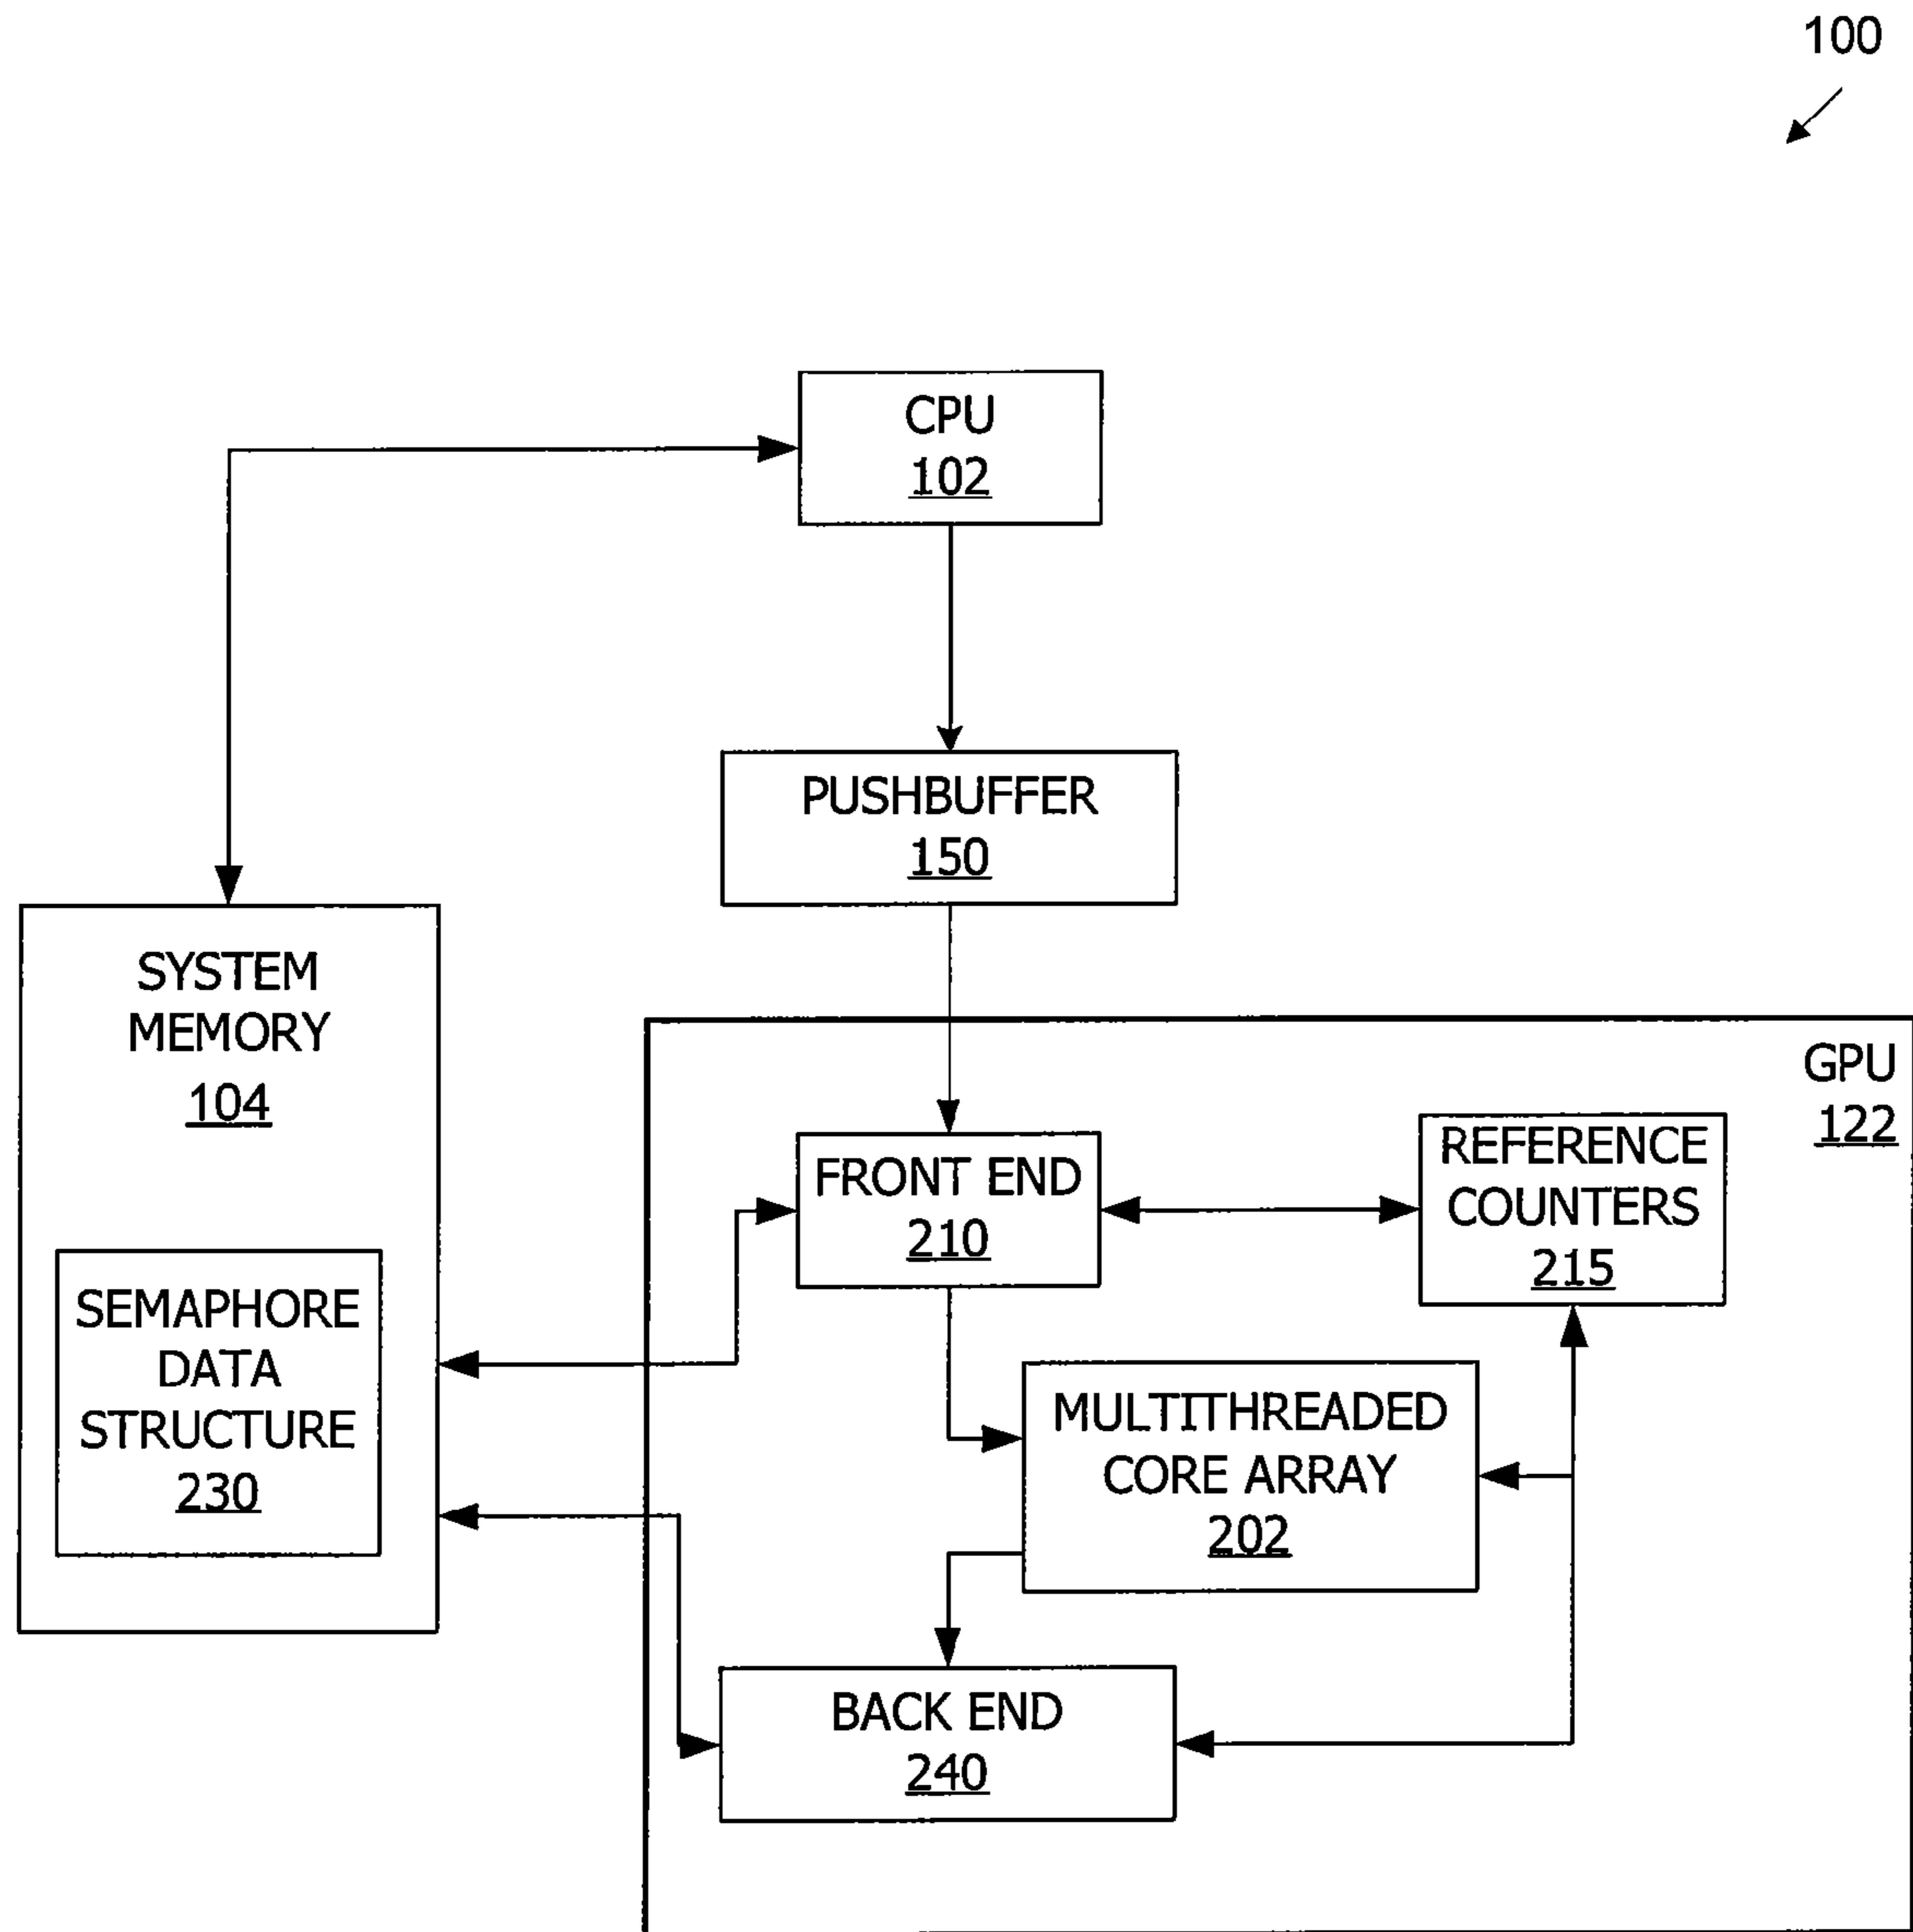 100
CPU
102
PUSHBUFFER
150
SYSTEM
MEMORY
104
GPU
122
FRONT END
210
REFERENCE
COUNTERS
215
SEMAPHORE
DATA
STRUCTURE
230
MULTITHREADED
CORE ARRAY
202
BACK END
240